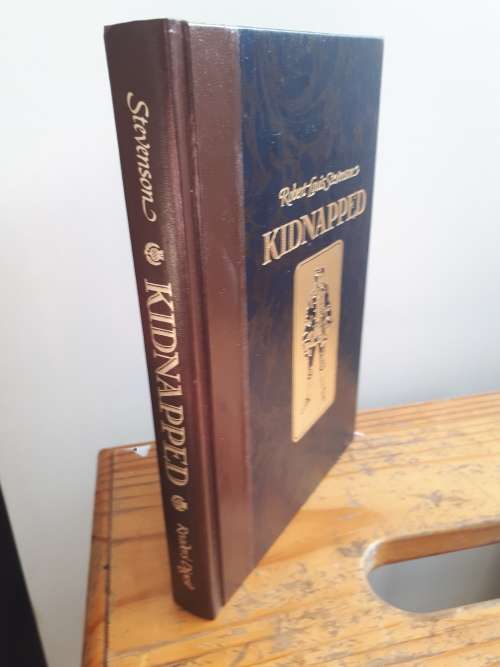 Stevenson
KIDNAPPED
Reader's Digest
Robert Louis Stevenson
KIDNAPPED